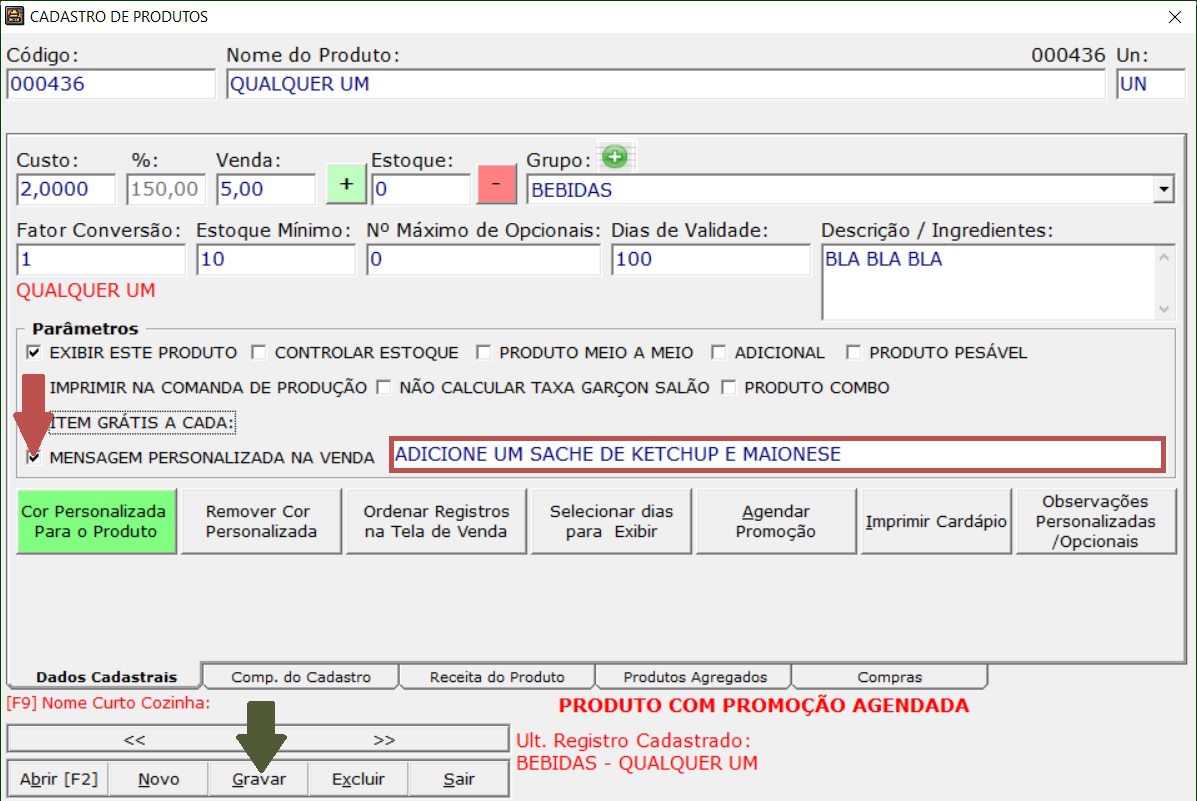 CADASTRO DE PRODUTOS
Código: Nome do Produto: 000436 Un:
000436 QUALQUER UM UN
Custo: %: Venda: Estoque: Grupo:
2,0000 150,00 5,00 + 0 - BEBIDAS
Fator Conversão: Estoque Mínimo: Nº Máximo de Opcionais: Dias de Validade: Descrição / Ingredientes:
1 10 0 100 BLA BLA BLA
QUALQUER UM
Parâmetros
EXIBIR ESTE PRODUTO CONTROLAR ESTOQUE PRODUTO MEIO A MEIO ADICIONAL PRODUTO PESÁVEL
IMPRIMIR NA COMANDA DE PRODUÇÃO NÃO CALCULAR TAXA GARÇON SALÃO PRODUTO COMBO
ITEM GRÁTIS A CADA:
MENSAGEM PERSONALIZADA NA VENDA ADICIONE UM SACHE DE KETCHUP E MAIONESE
Cor Personalizada Para o Produto
Remover Cor Personalizada
Ordenar Registros na Tela de Venda
Selecionar dias para Exibir
Agendar Promoção
Imprimir Cardápio
Observações Personalizadas /Opcionais
Dados Cadastrais Comp. do Cadastro Receita do Produto Produtos Agregados Compras
[F9] Nome Curto Cozinha: PRODUTO COM PROMOÇÃO AGENDADA
<< >> Ult. Registro Cadastrado:
BEBIDAS - QUALQUER UM
Abrir [F2] Novo Gravar Excluir Sair